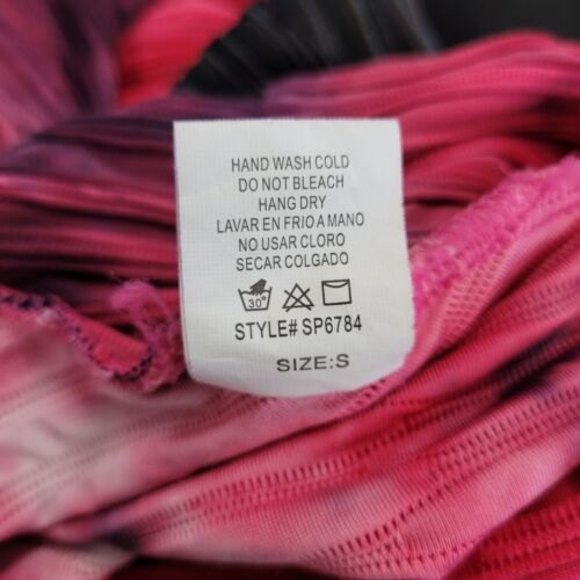 HAND WASH COLD
DO NOT BLEACH
HANG DRY
LAVAR EN FRIO A MANO
NO USAR CLORO
SECAR COLGADO
30°
STYLE# SP6784
SIZE:S